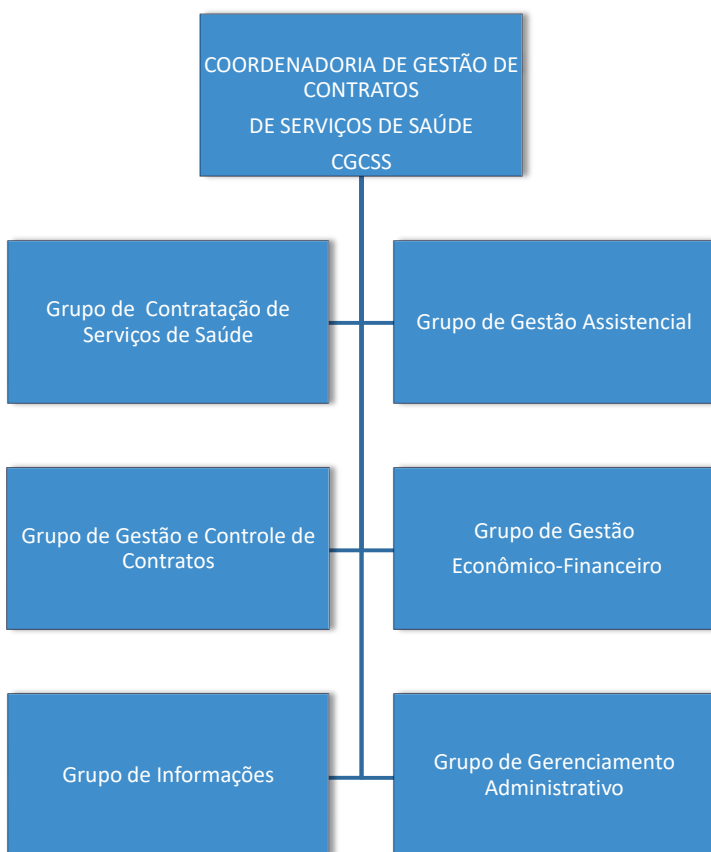 COORDENADORIA DE GESTÃO DE
CONTRATOS
DE SERVIÇOS DE SAÚDE
CGCSS
Grupo de Contratação de
Serviços de Saúde
Grupo de Gestão Assistencial
Grupo de Gestão e Controle de
Contratos
Grupo de Gestão
Econômico-Financeiro
Grupo de Informações
Grupo de Gerenciamento
Administrativo